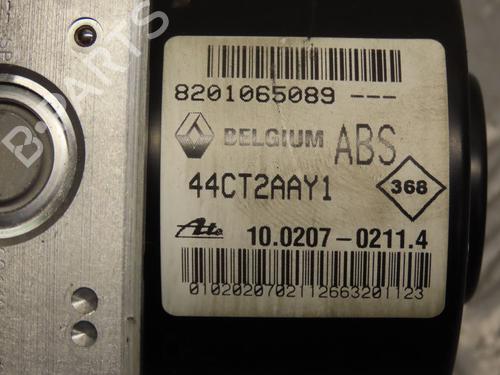 8201065089 ---
BELGIUM ABS
44CT2AAY1
368
Ate 10.0207-0211.4
0102020702112663201123
B-PARTS